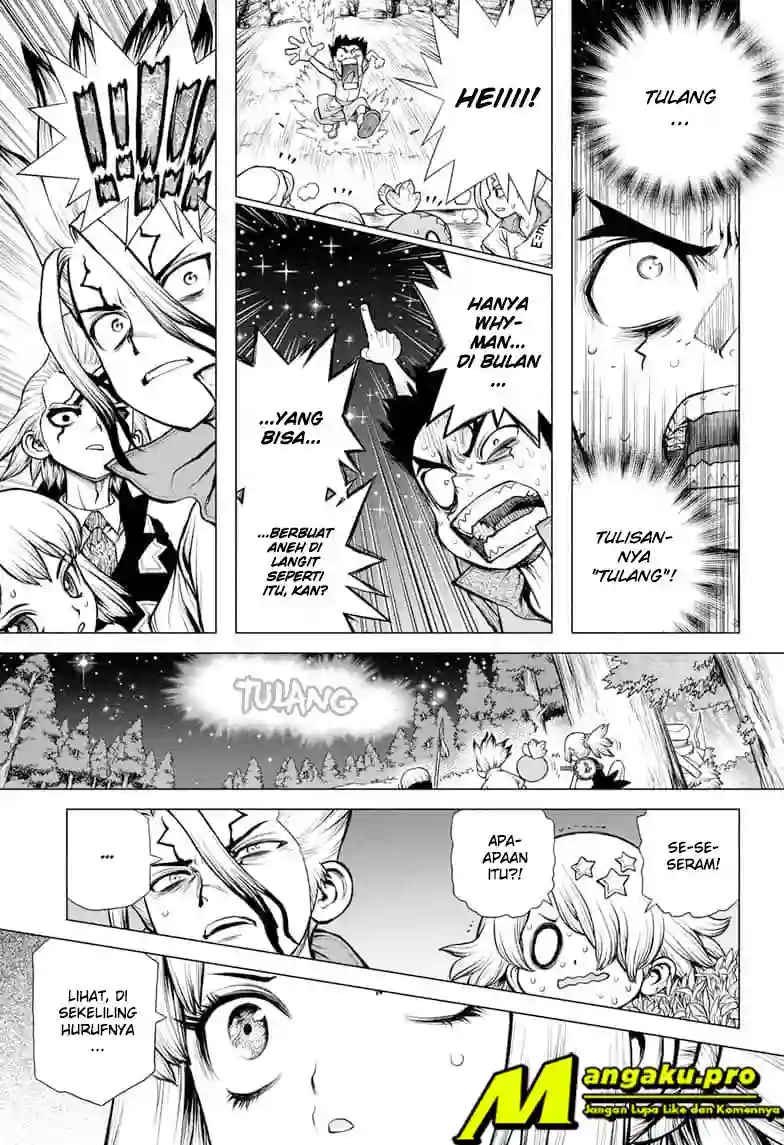 TULANG
...
TULISAN-
NYA
"TULANG"!
HEIIII!
HANYA
WHY-
MAN...
DI BULAN
...
...YANG
BISA...
...BERBUAT
ANEH DI
LANGIT
SEPERTI
ITU, KAN?
!!!!!
TULANG
SE-SE-
SERAM!
APA-
APAAN
ITU?!
...
LIHAT, DI
SEKELILING
HURUFNYA
...
Mangaku.pro
Jangan Lupa Like dan Komennya